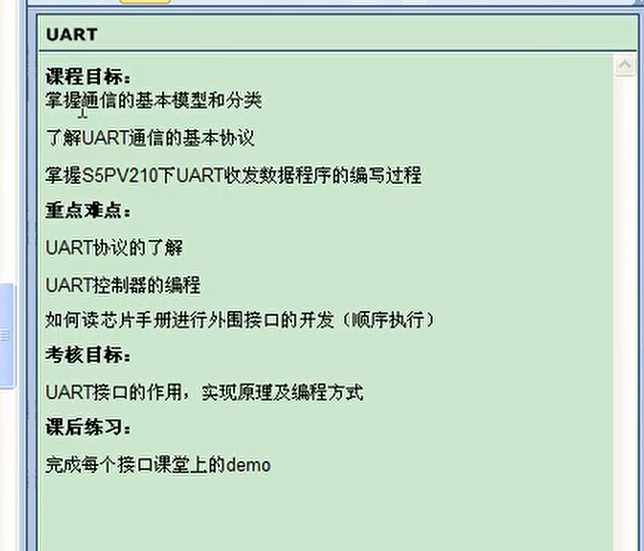 UART
课程目标：
掌握通信的基本模型和分类
了解UART通信的基本协议
掌握S5PV210下UART收发数据程序的编写过程
重点难点：
UART协议的了解
UART控制器的编程
如何读芯片手册进行外围接口的开发（顺序执行）
考核目标：
UART接口的作用，实现原理及编程方式
课后练习：
完成每个接口课堂上的demo